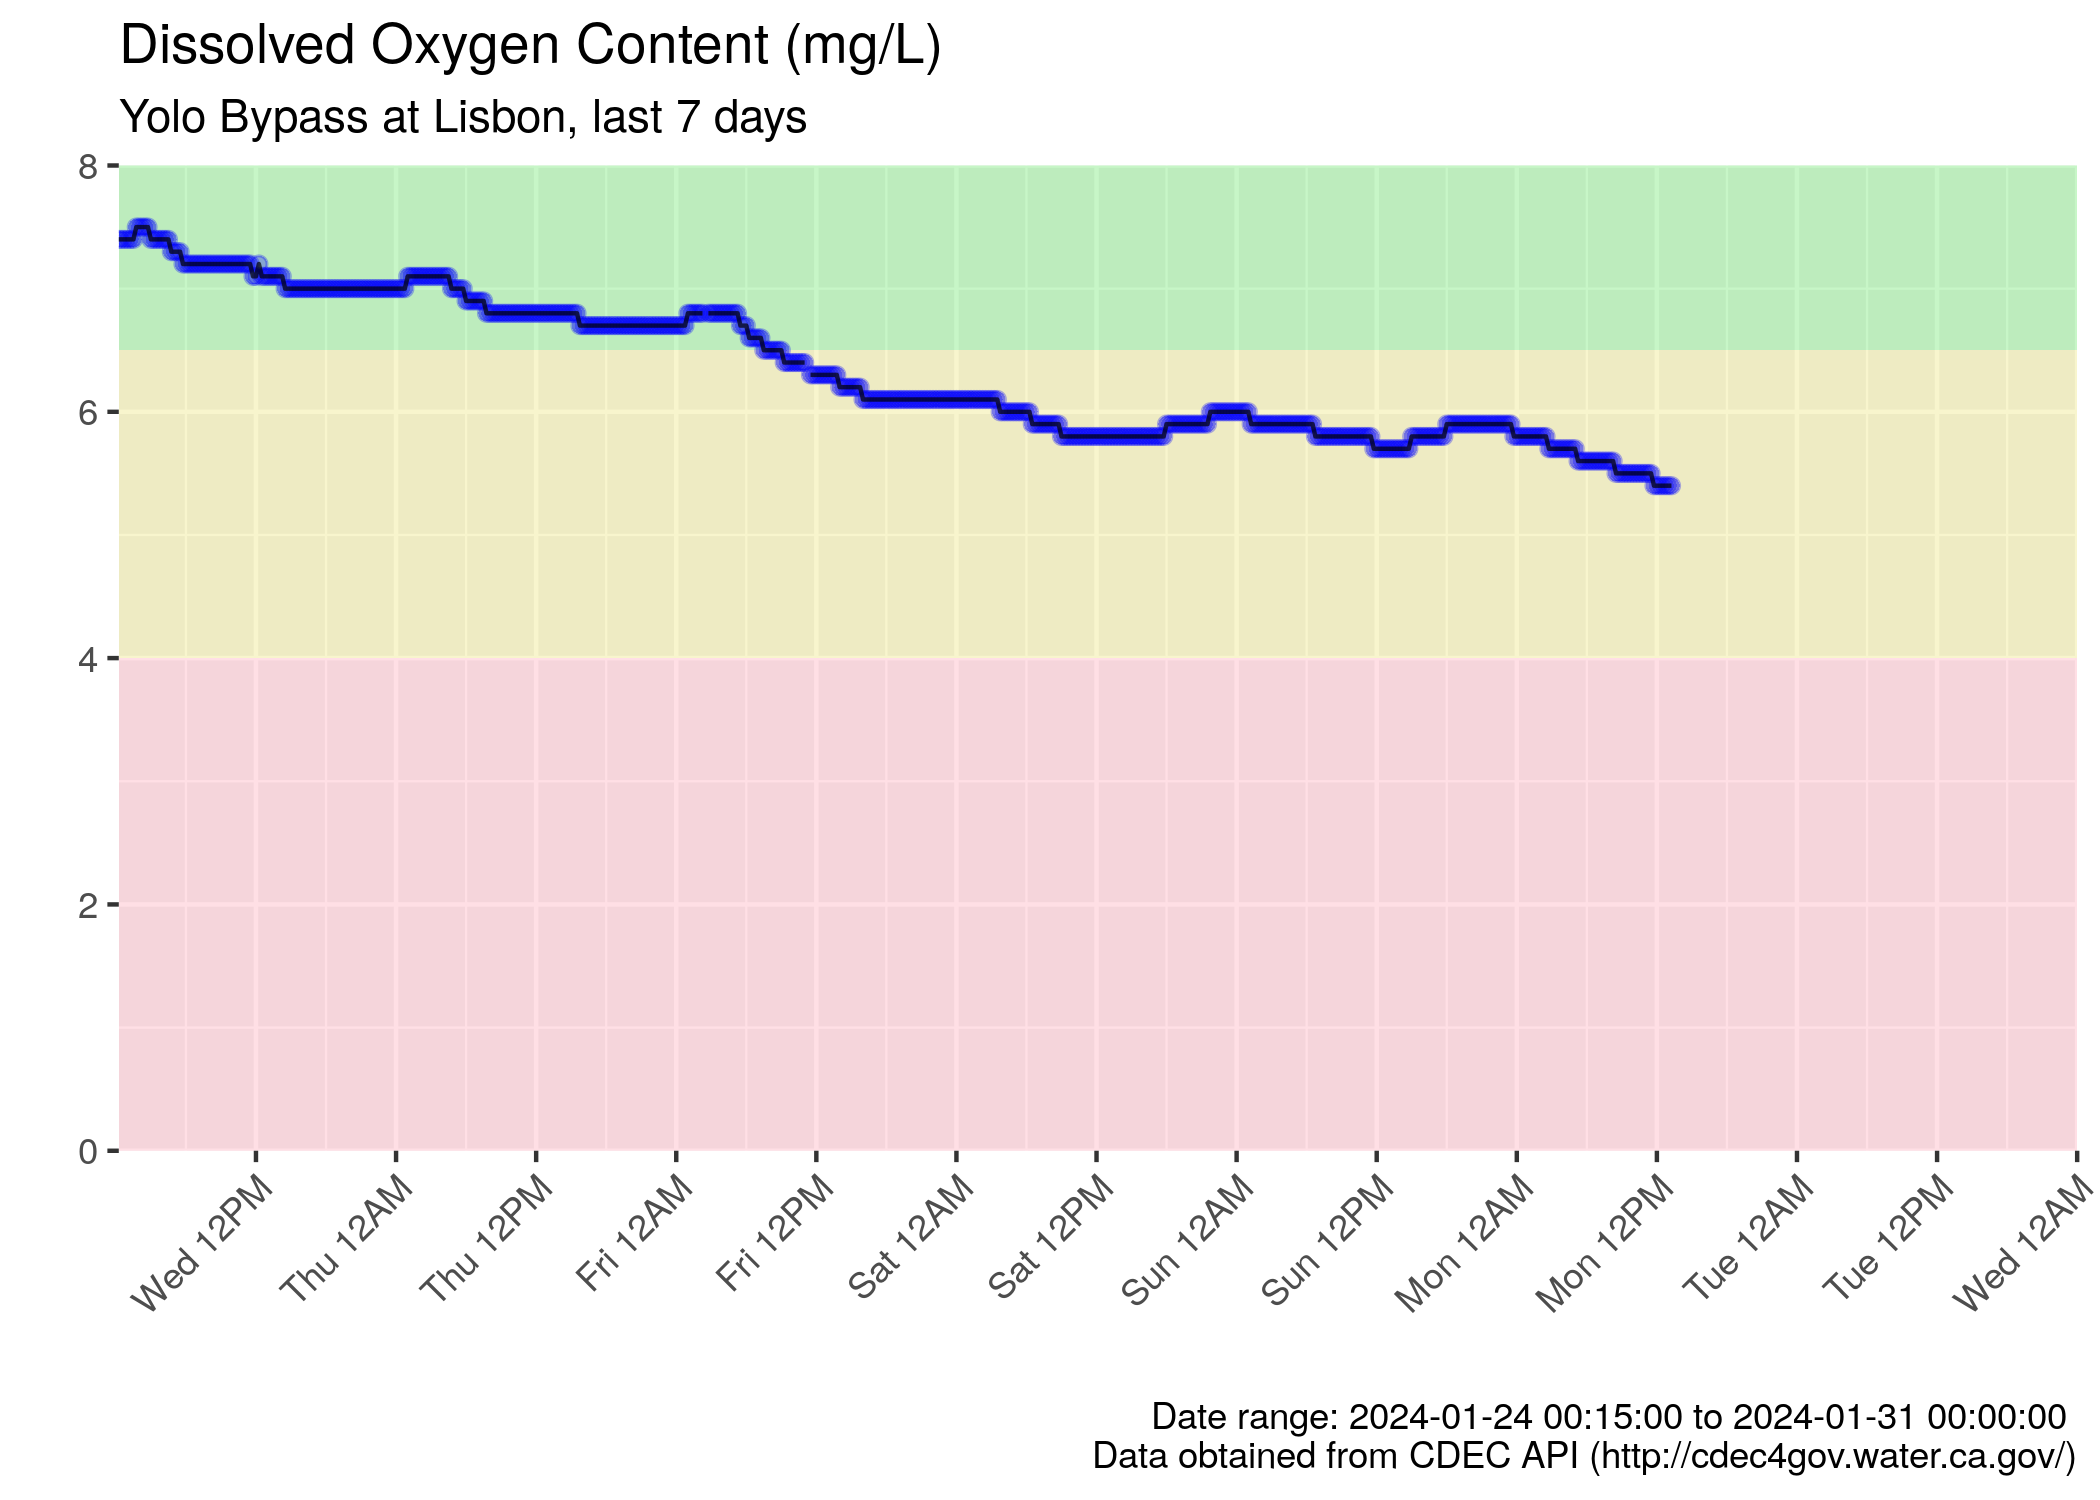 Dissolved Oxygen Content (mg/L)
Yolo Bypass at Lisbon, last 7 days
8
6
4
2
0
Wed 12PM
Thu 12AM
Thu 12PM
Fri 12AM
Fri 12PM
Sat 12AM
Sat 12PM
Sun 12AM
Sun 12PM
Mon 12AM
Mon 12PM
Tue 12AM
Tue 12PM
Wed 12AM
Date range: 2024-01-24 00:15:00 to 2024-01-31 00:00:00
Data obtained from CDEC API (http://cdec4gov.water.ca.gov/)